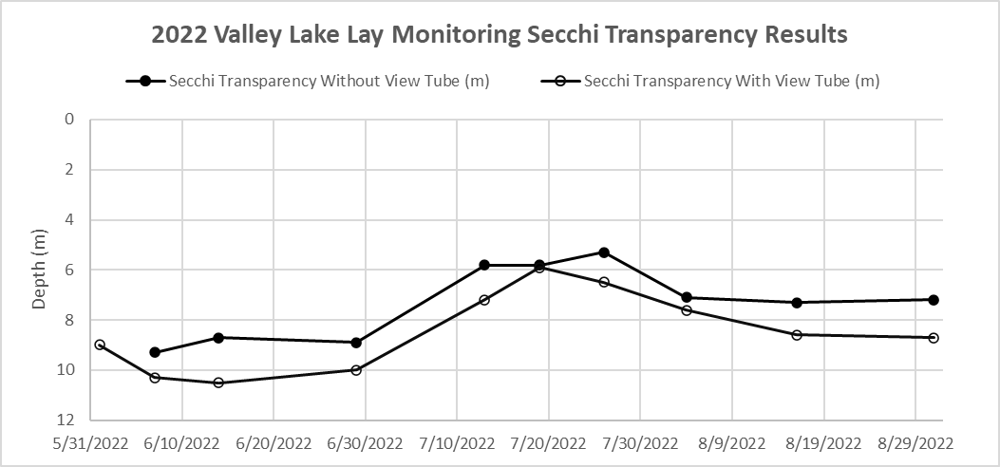 2022 Valley Lake Lay Monitoring Secchi Transparency Results
Secchi Transparency Without View Tube (m)
Secchi Transparency With View Tube (m)
Depth (m)
0
2
4
6
8
10
12
5/31/2022 6/10/2022 6/20/2022 6/30/2022 7/10/2022 7/20/2022 7/30/2022 8/9/2022 8/19/2022 8/29/2022